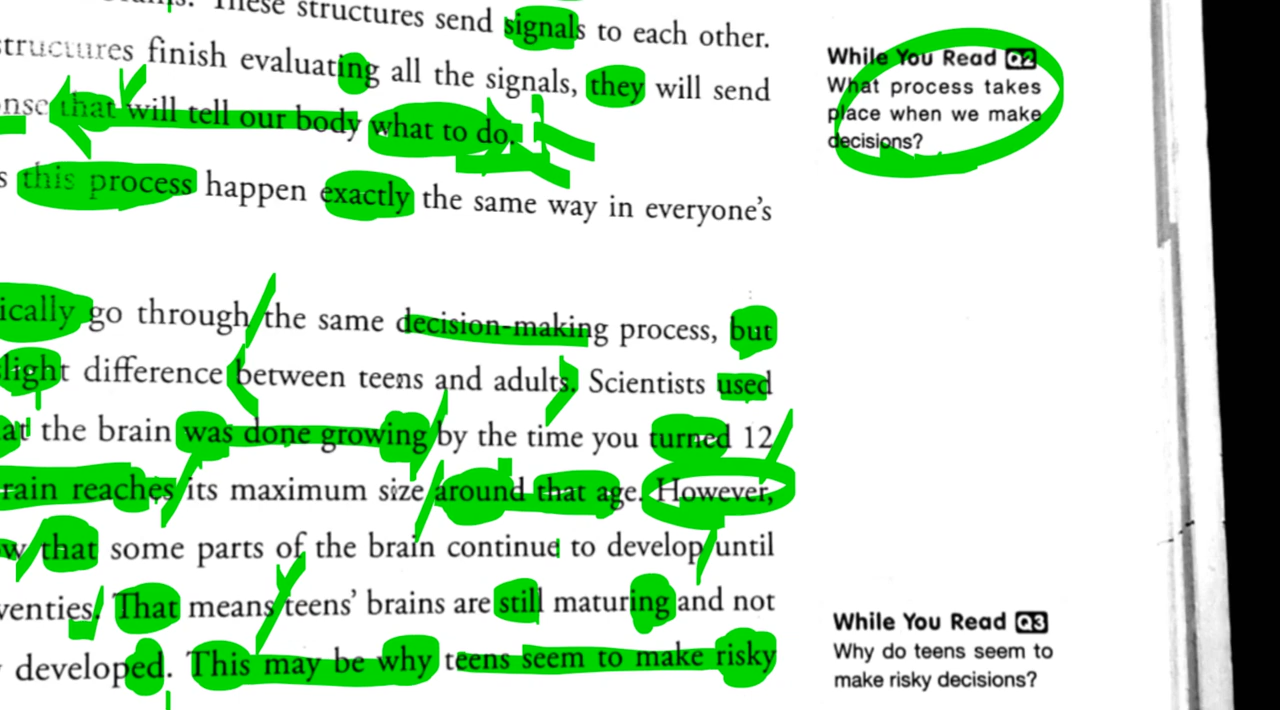 These structures send signals to each other.
structures finish evaluating all the signals, they will send
that will tell our body what to do.
this process happen exactly the same way in everyone's
go through the same decision-making process, but
slight difference between teens and adults. Scientists used
the brain was done growing by the time you turned 12
reaches its maximum size around that age. However,
that some parts of the brain continue to develop until
That means teens' brains are still maturing and not
developed. This may be why teens seem to make risky
While You Read Q2
What process takes
place when we make
decisions?
While You Read Q3
Why do teens seem to
make risky decisions?